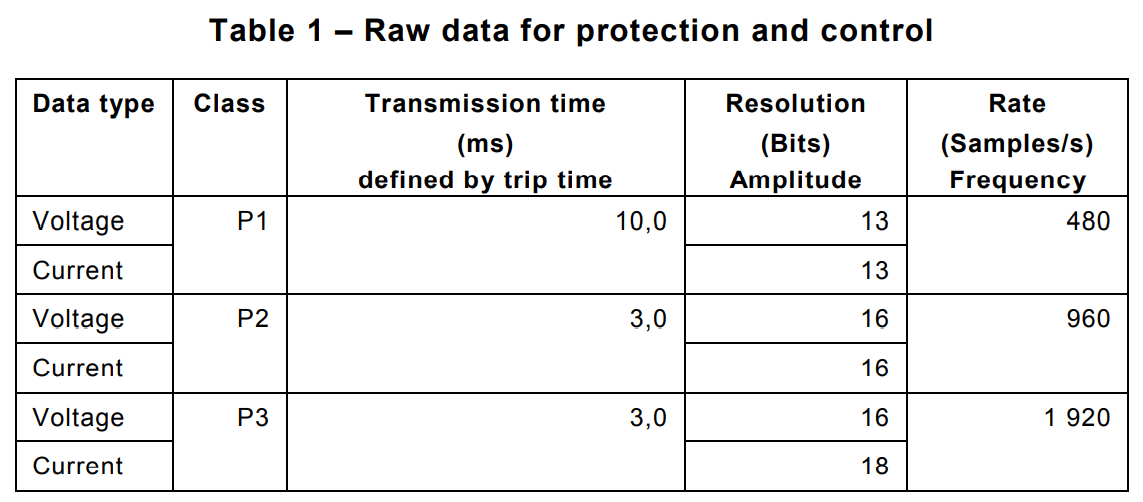 Table 1 – Raw data for protection and control
Data type Class Transmission time (ms) defined by trip time Resolution (Bits) Amplitude Rate (Samples/s) Frequency
Voltage P1 10,0 13 480
Current 13
Voltage P2 3,0 16 960
Current 16
Voltage P3 3,0 16 1 920
Current 18